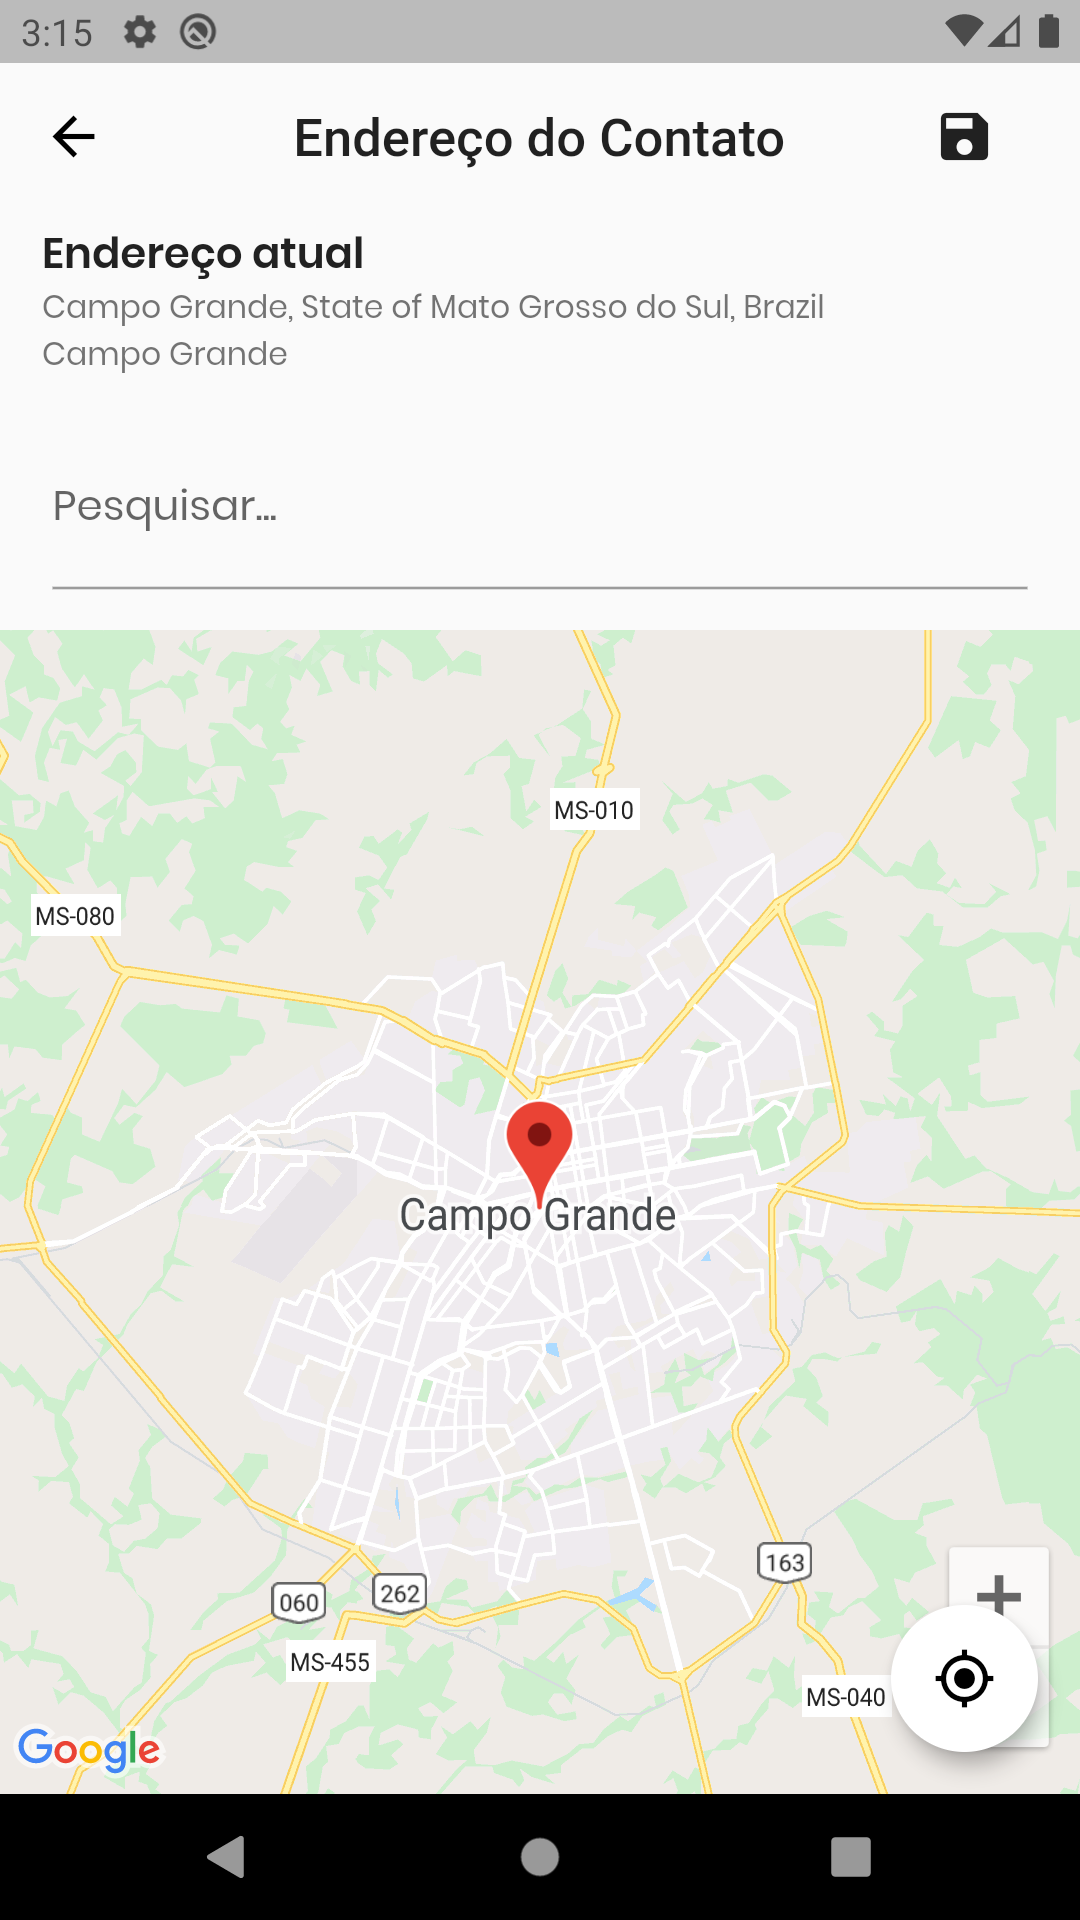 3:15
Endereço do Contato
Endereço atual
Campo Grande, State of Mato Grosso do Sul, Brazil
Campo Grande
Pesquisar...
MS-010
MS-080
Campo Grande
163
262
060
MS-455
MS-040
Google